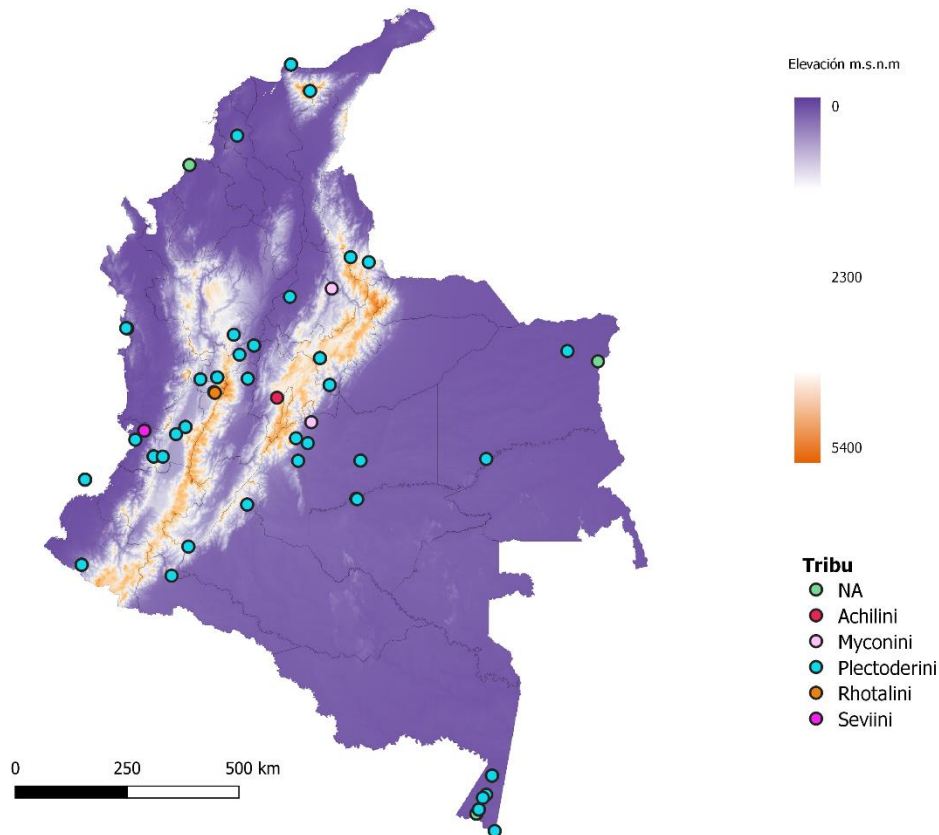 Elevación m.s.n.m
0
2300
5400
Tribu
NA
Achilini
Myconini
Plectoderini
Rhotalini
Seviini
0 250 500 km